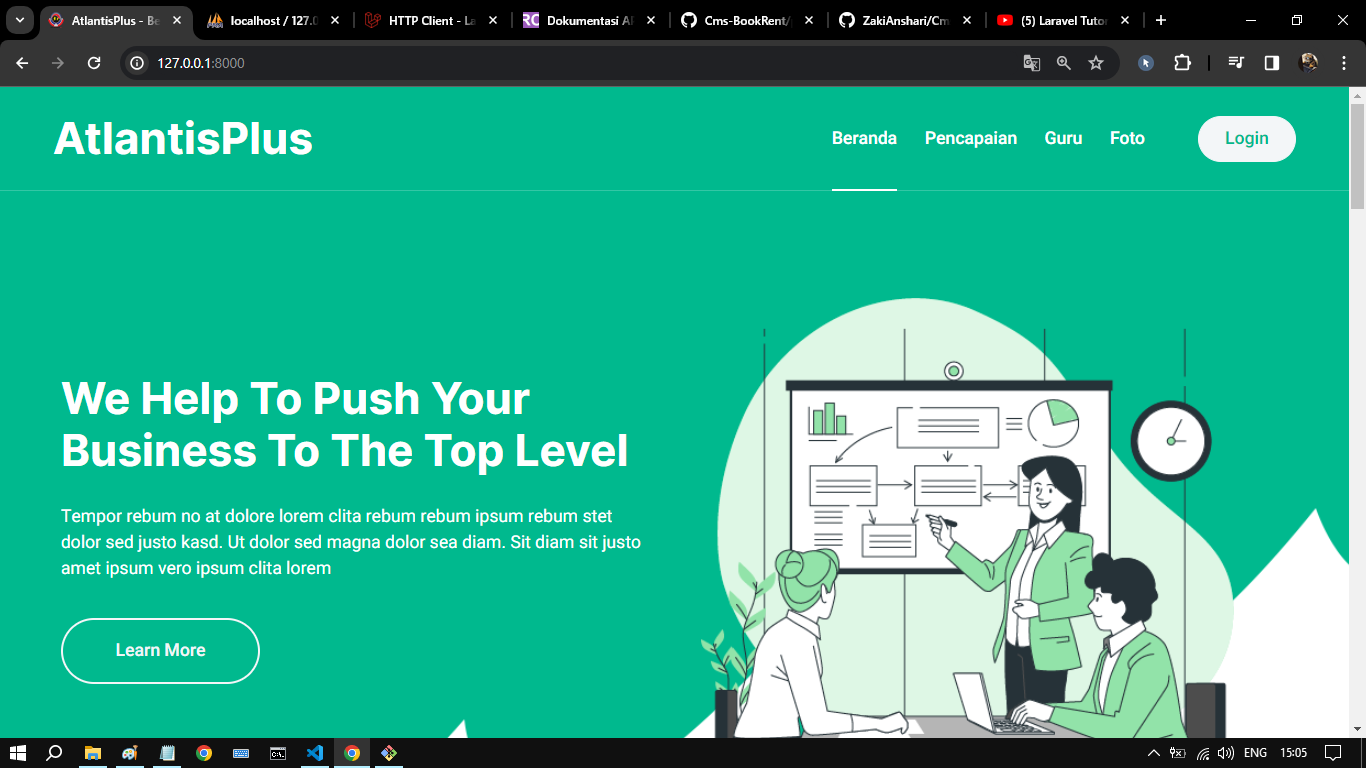 AtlantisPlus - Be
localhost / 127.0
HTTP Client - La
Dokumentasi AP
Cms-BookRent/
ZakiAnshari/Cm
(5) Laravel Tutor
127.0.0.1:8000
AtlantisPlus
Beranda
Pencapaian
Guru
Foto
Login
We Help To Push Your
Business To The Top Level
Tempor rebum no at dolore lorem clita rebum rebum ipsum rebum stet
dolor sed justo kasd. Ut dolor sed magna dolor sea diam. Sit diam sit justo
amet ipsum vero ipsum clita lorem
Learn More
ENG
15:05